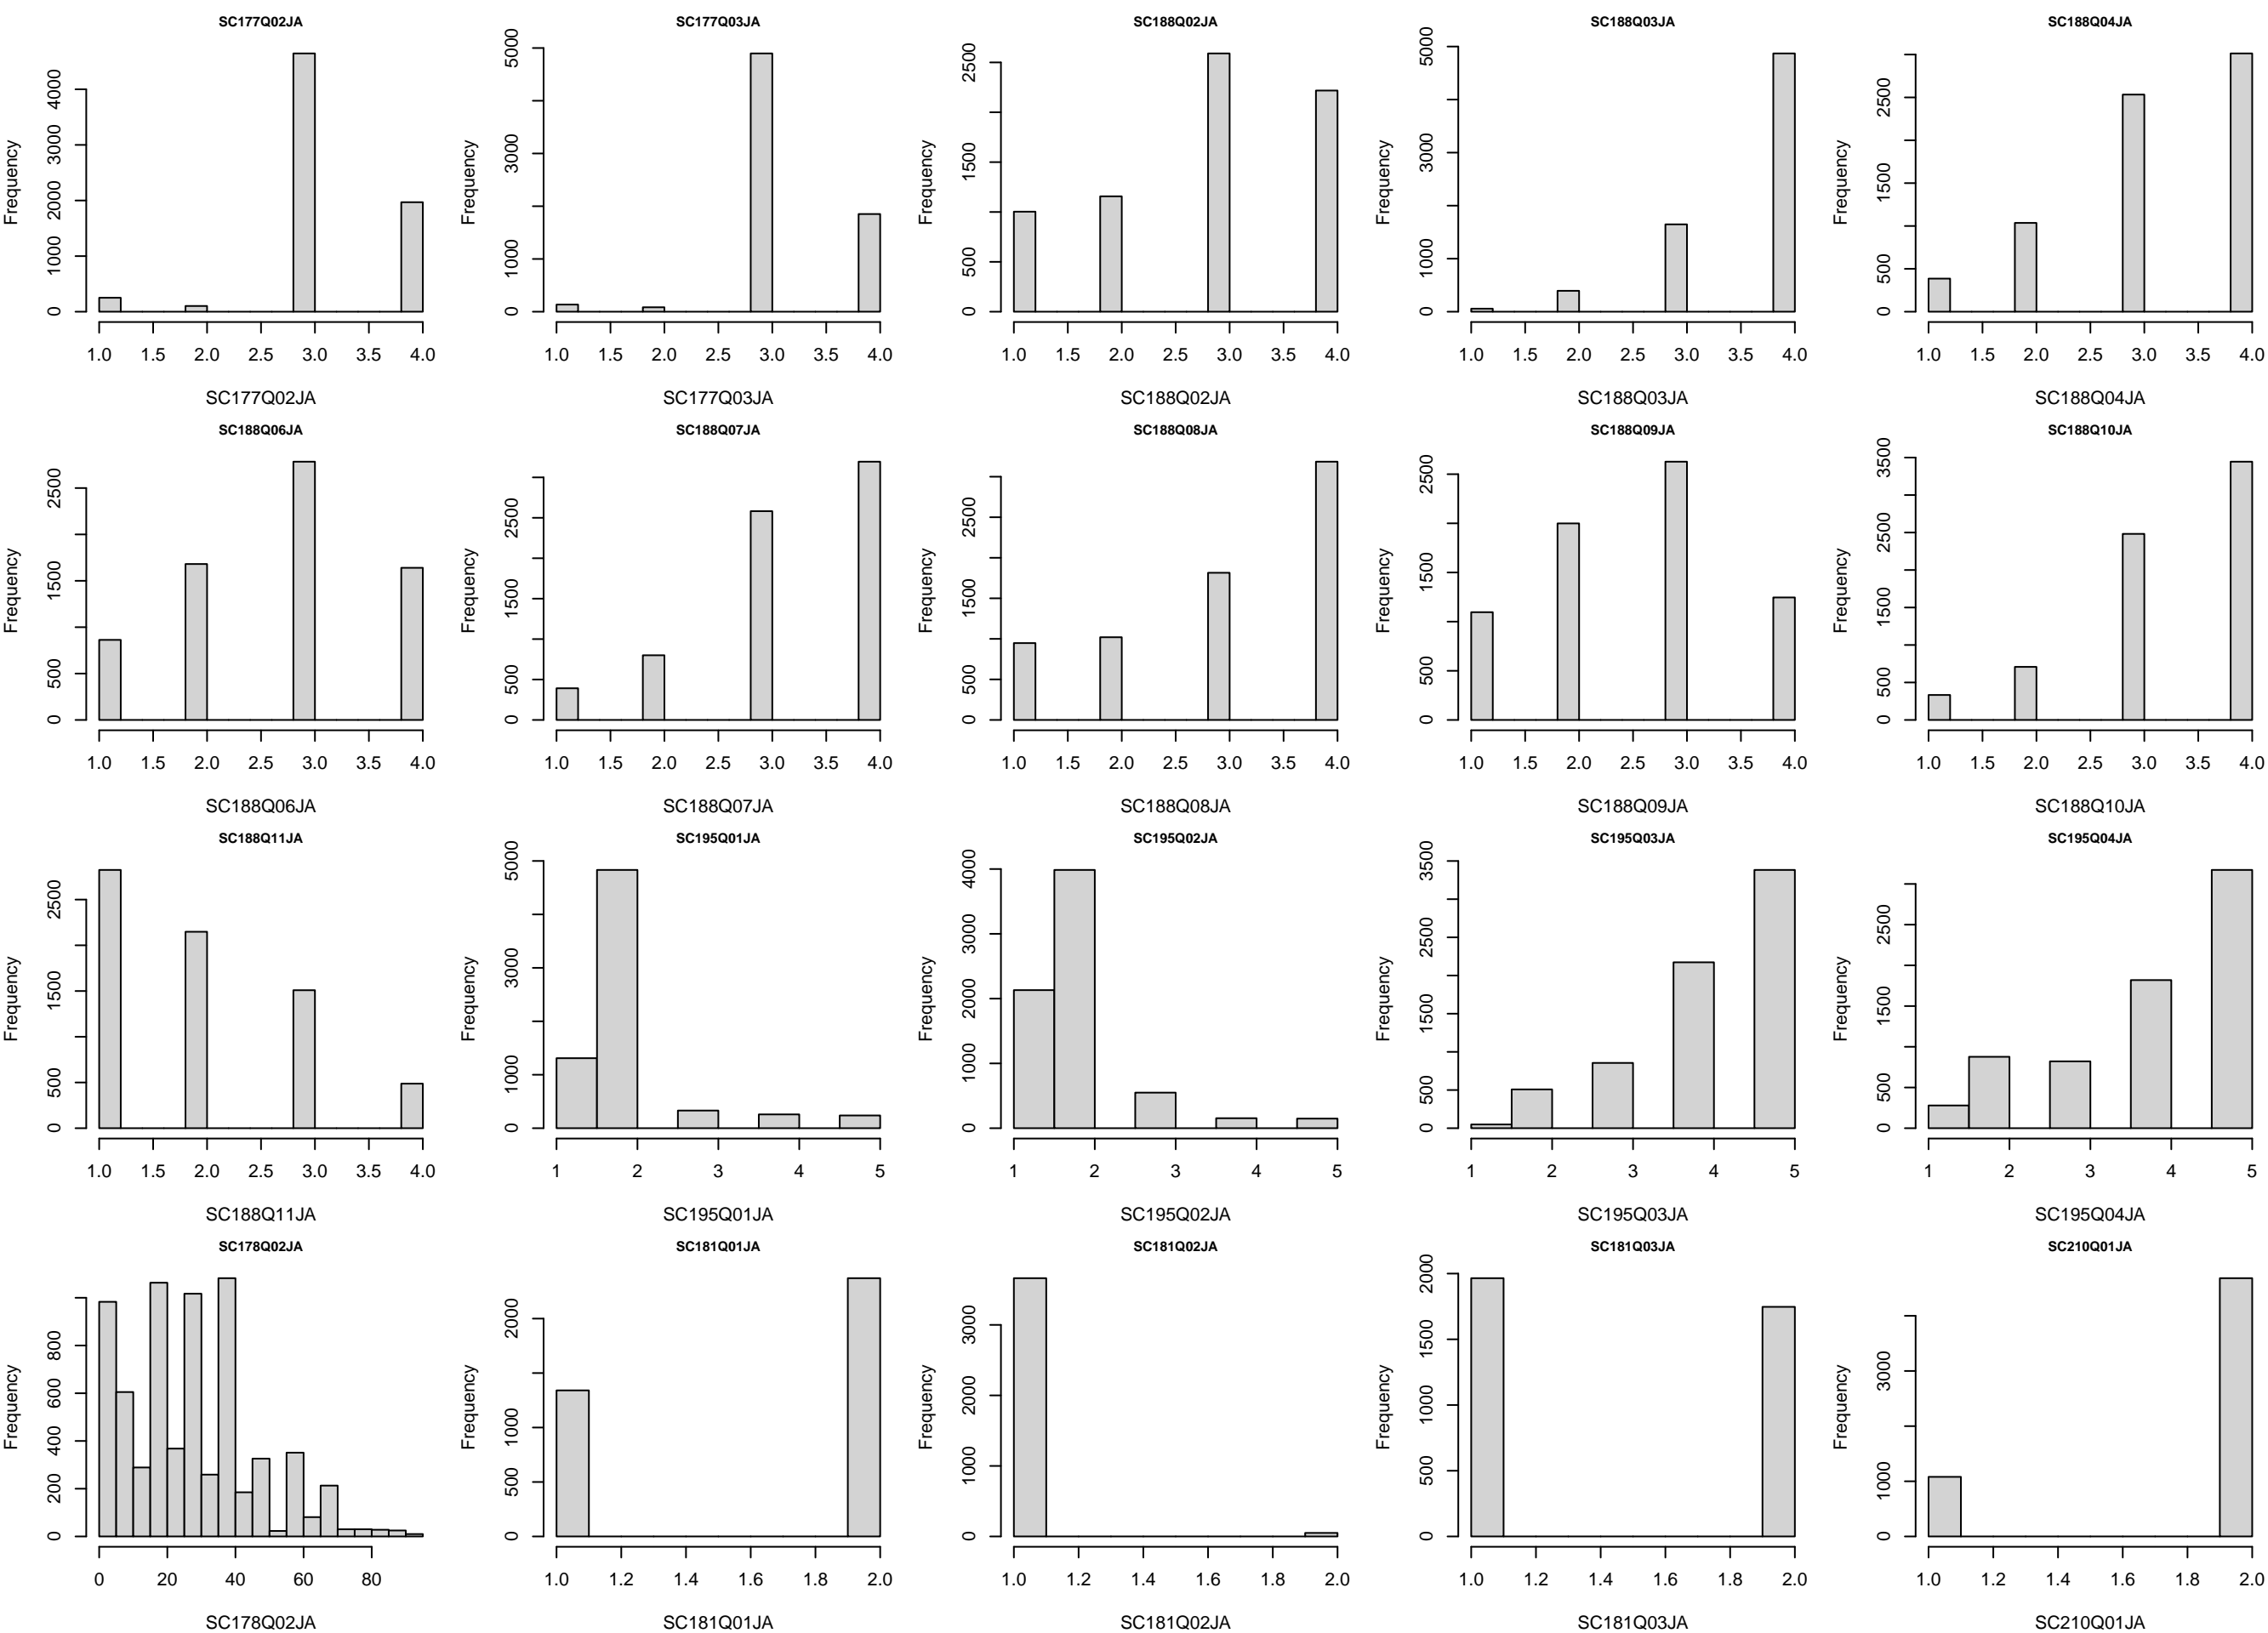 SC177Q02JA SC177Q03JA SC188Q02JA SC188Q03JA SC188Q04JA
Frequency Frequency Frequency Frequency Frequency
0 1000 2000 3000 4000
0 1000 3000 5000
0 500 1500 2500
0 1000 3000 5000
0 500 1500 2500
1.0 1.5 2.0 2.5 3.0 3.5 4.0 1.0 1.5 2.0 2.5 3.0 3.5 4.0 1.0 1.5 2.0 2.5 3.0 3.5 4.0 1.0 1.5 2.0 2.5 3.0 3.5 4.0 1.0 1.5 2.0 2.5 3.0 3.5 4.0
SC177Q02JA SC177Q03JA SC188Q02JA SC188Q03JA SC188Q04JA
SC188Q06JA SC188Q07JA SC188Q08JA SC188Q09JA SC188Q10JA
Frequency Frequency Frequency Frequency Frequency
0 500 1500 2500
0 500 1500 2500
0 500 1500 2500
0 500 1500 2500
0 500 1500 2500 3500
1.0 1.5 2.0 2.5 3.0 3.5 4.0 1.0 1.5 2.0 2.5 3.0 3.5 4.0 1.0 1.5 2.0 2.5 3.0 3.5 4.0 1.0 1.5 2.0 2.5 3.0 3.5 4.0 1.0 1.5 2.0 2.5 3.0 3.5 4.0
SC188Q06JA SC188Q07JA SC188Q08JA SC188Q09JA SC188Q10JA
SC188Q11JA SC195Q01JA SC195Q02JA SC195Q03JA SC195Q04JA
Frequency Frequency Frequency Frequency Frequency
0 500 1500 2500
0 1000 3000 5000
0 1000 2000 3000 4000
0 500 1500 2500 3500
0 500 1500 2500
1.0 1.5 2.0 2.5 3.0 3.5 4.0 1 2 3 4 5 1 2 3 4 5 1 2 3 4 5 1 2 3 4 5
SC188Q11JA SC195Q01JA SC195Q02JA SC195Q03JA SC195Q04JA
SC178Q02JA SC181Q01JA SC181Q02JA SC181Q03JA SC210Q01JA
Frequency Frequency Frequency Frequency Frequency
0 200 400 600 800
0 500 1000 2000
0 1000 2000 3000
0 500 1000 1500 2000
0 1000 3000
0 20 40 60 80 1.0 1.2 1.4 1.6 1.8 2.0 1.0 1.2 1.4 1.6 1.8 2.0 1.0 1.2 1.4 1.6 1.8 2.0 1.0 1.2 1.4 1.6 1.8 2.0
SC178Q02JA SC181Q01JA SC181Q02JA SC181Q03JA SC210Q01JA